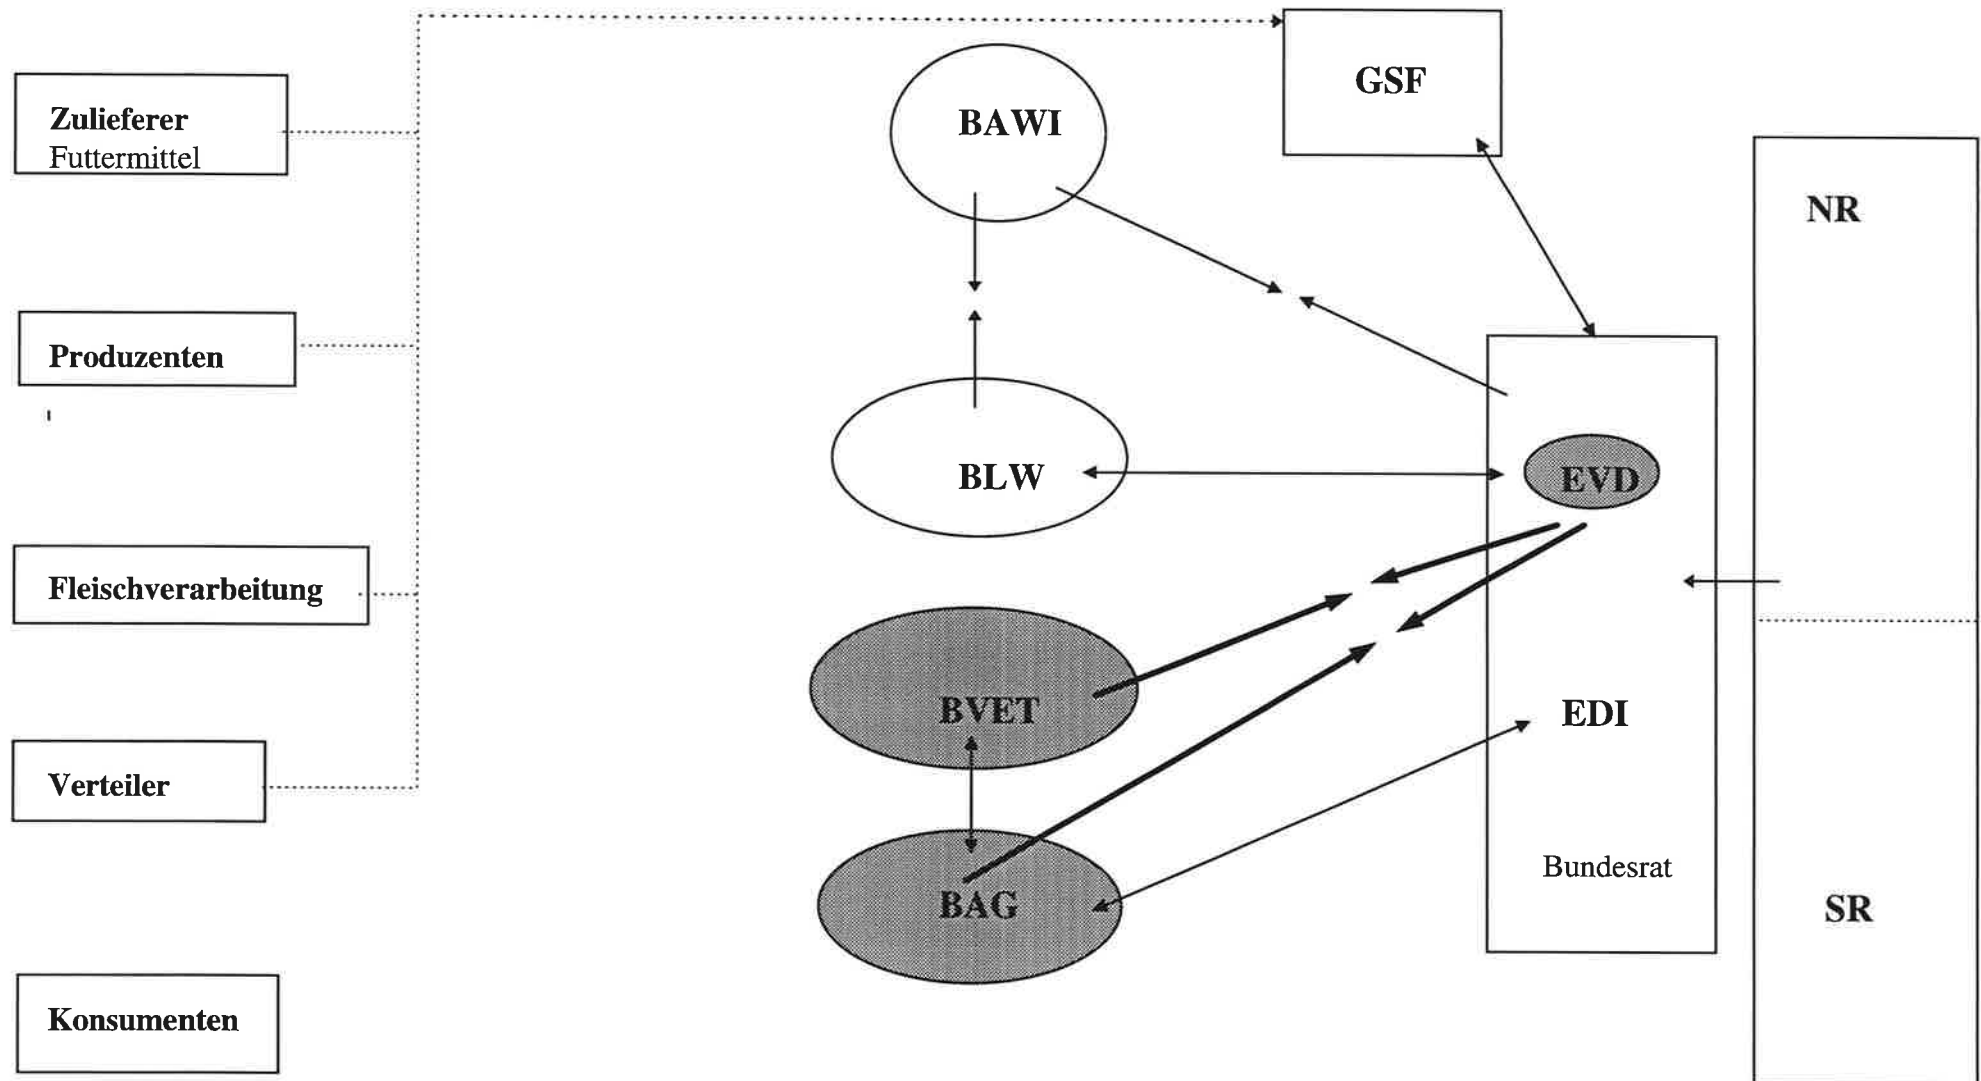 Zulieferer
Futtermittel
Produzenten
Fleischverarbeitung
Verteiler
Konsumenten
BAWI
BLW
BVET
BAG
GSF
EVD
EDI
Bundesrat
NR
SR